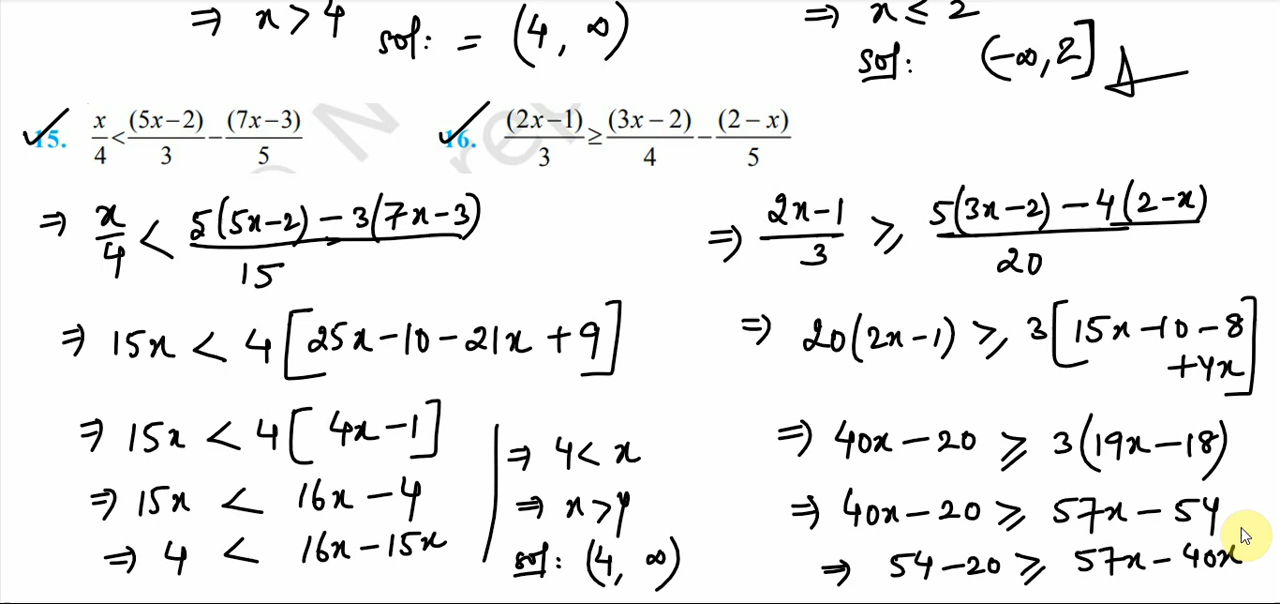 ⇒ x > 4 sol: = (4, ∞)
⇒ x ≤ 2
sol: (-∞, 2]
15. x/4 < (5x-2)/3 - (7x-3)/5
⇒ x/4 < 5(5x-2) - 3(7x-3)/15
⇒ 15x < 4[25x-10-21x+9]
⇒ 15x < 4[4x-1]
⇒ 15x < 16x-4
⇒ 4 < 16x-15x
⇒ 4 < x
⇒ x > 4
sol: (4, ∞)
16. (2x-1)/3 ≥ (3x-2)/4 - (2-x)/5
⇒ 2x-1/3 ≥ 5(3x-2) - 4(2-x)/20
⇒ 20(2x-1) ≥ 3[15x-10-8
+4x]
⇒ 40x-20 ≥ 3(19x-18)
⇒ 40x-20 ≥ 57x-54
⇒ 54-20 ≥ 57x-40x